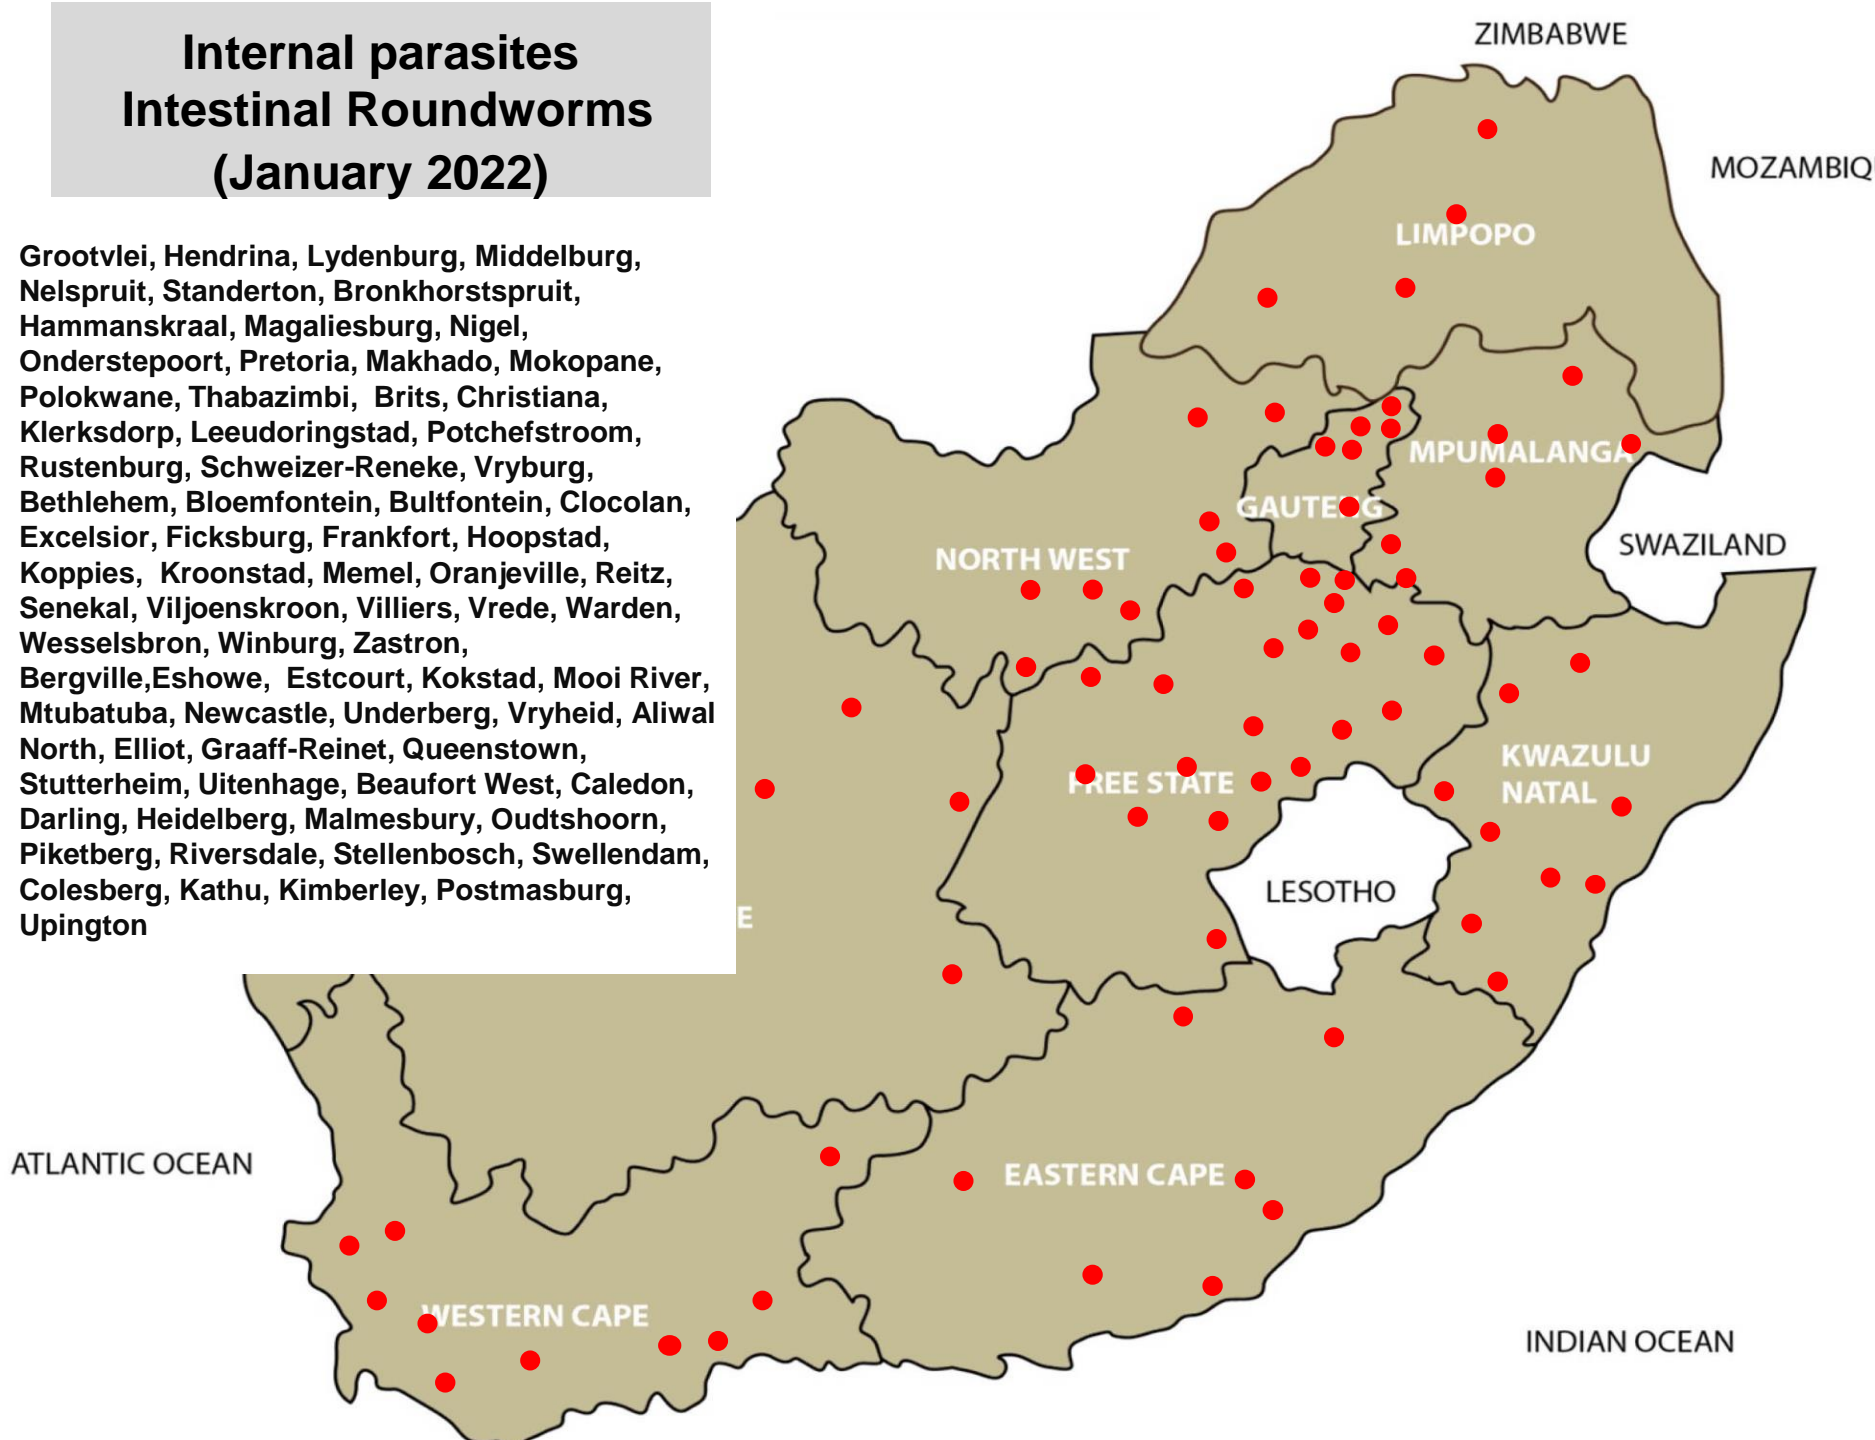 Internal parasites
Intestinal Roundworms
(January 2022)
Grootvlei, Hendrina, Lydenburg, Middelburg,
Nelspruit, Standerton, Bronkhorstspruit,
Hammanskraal, Magaliesburg, Nigel,
Onderstepoort, Pretoria, Makhado, Mokopane,
Polokwane, Thabazimbi, Brits, Christiana,
Klerksdorp, Leeudoringstad, Potchefstroom,
Rustenburg, Schweizer-Reneke, Vryburg,
Bethlehem, Bloemfontein, Bultfontein, Clocolan,
Excelsior, Ficksburg, Frankfort, Hoopstad,
Koppies, Kroonstad, Memel, Oranjeville, Reitz,
Senekal, Viljoenskroon, Villiers, Vrede, Warden,
Wesselsbron, Winburg, Zastron,
Bergville,Eshowe, Estcourt, Kokstad, Mooi River,
Mtubatuba, Newcastle, Underberg, Vryheid, Aliwal
North, Elliot, Graaff-Reinet, Queenstown,
Stutterheim, Uitenhage, Beaufort West, Caledon,
Darling, Heidelberg, Malmesbury, Oudtshoorn,
Piketberg, Riversdale, Stellenbosch, Swellendam,
Colesberg, Kathu, Kimberley, Postmasburg,
Upington
ZIMBABWE
MOZAMBIQ
LIMPOPO
MPUMALANGA
GAUTENG
SWAZILAND
NORTH WEST
KWAZULU
NATAL
FREE STATE
LESOTHO
E
ATLANTIC OCEAN
EASTERN CAPE
WESTERN CAPE
INDIAN OCEAN